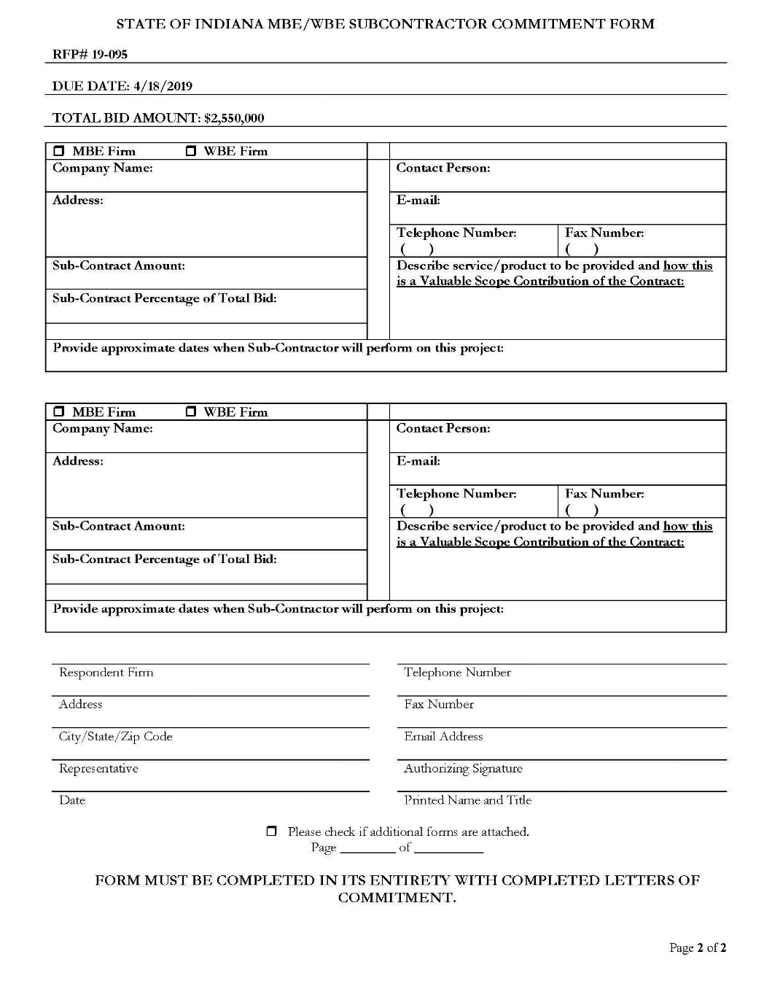 STATE OF INDIANA MBE/WBE SUBCONTRACTOR COMMITMENT FORM
RFP# 19-095
DUE DATE: 4/18/2019
TOTAL BID AMOUNT: $2,550,000
❒ MBE Firm ❒ WBE Firm
Company Name: Contact Person:
Address: E-mail:
Telephone Number: Fax Number:
( ) ( )
Sub-Contract Amount: Describe service/product to be provided and how this
is a Valuable Scope Contribution of the Contract:
Sub-Contract Percentage of Total Bid:
Provide approximate dates when Sub-Contractor will perform on this project:
❒ MBE Firm ❒ WBE Firm
Company Name: Contact Person:
Address: E-mail:
Telephone Number: Fax Number:
( ) ( )
Sub-Contract Amount: Describe service/product to be provided and how this
is a Valuable Scope Contribution of the Contract:
Sub-Contract Percentage of Total Bid:
Provide approximate dates when Sub-Contractor will perform on this project:
Respondent Firm Telephone Number
Address Fax Number
City/State/Zip Code Email Address
Representative Authorizing Signature
Date Printed Name and Title
❒ Please check if additional forms are attached.
Page ________ of __________
FORM MUST BE COMPLETED IN ITS ENTIRETY WITH COMPLETED LETTERS OF
COMMITMENT.
Page 2 of 2